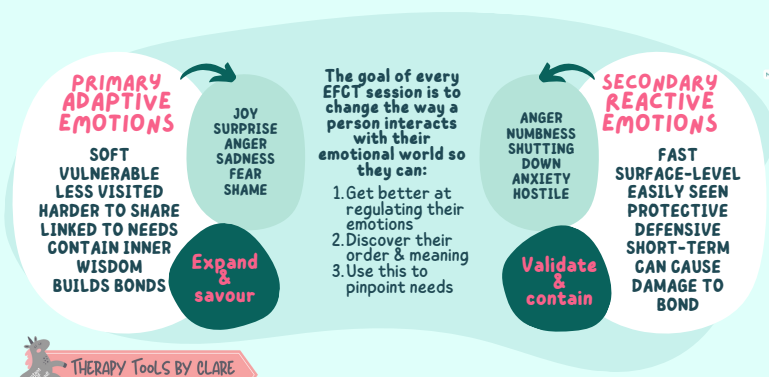 PRIMARY
ADAPTIVE
EMOTIONS
SOFT
VULNERABLE
LESS VISITED
HARDER TO SHARE
LINKED TO NEEDS
CONTAIN INNER
WISDOM
BUILDS BONDS
JOY
SURPRISE
ANGER
SADNESS
FEAR
SHAME
Expand
&
savour
The goal of every
EFCT session is to
change the way a
person interacts
with their
emotional world so
they can:
1.Get better at
regulating their
emotions
2.Discover their
order & meaning
3.Use this to
pinpoint needs
ANGER
NUMBNESS
SHUTTING
DOWN
ANXIETY
HOSTILE
Validate
&
contain
SECONDARY
REACTIVE
EMOTIONS
FAST
SURFACE-LEVEL
EASILY SEEN
PROTECTIVE
DEFENSIVE
SHORT-TERM
CAN CAUSE
DAMAGE TO
BOND
THERAPY TOOLS BY CLARE